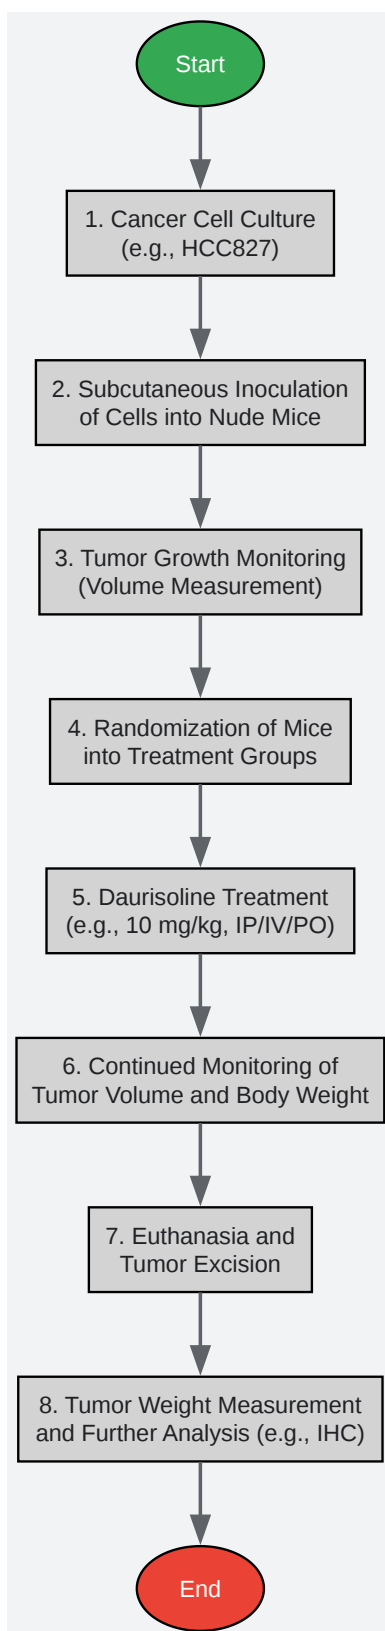 Start
1. Cancer Cell Culture
(e.g., HCC827)
2. Subcutaneous Inoculation
of Cells into Nude Mice
3. Tumor Growth Monitoring
(Volume Measurement)
4. Randomization of Mice
into Treatment Groups
5. Daurisoline Treatment
(e.g., 10 mg/kg, IP/IV/PO)
6. Continued Monitoring of
Tumor Volume and Body Weight
7. Euthanasia and
Tumor Excision
8. Tumor Weight Measurement
and Further Analysis (e.g., IHC)
End